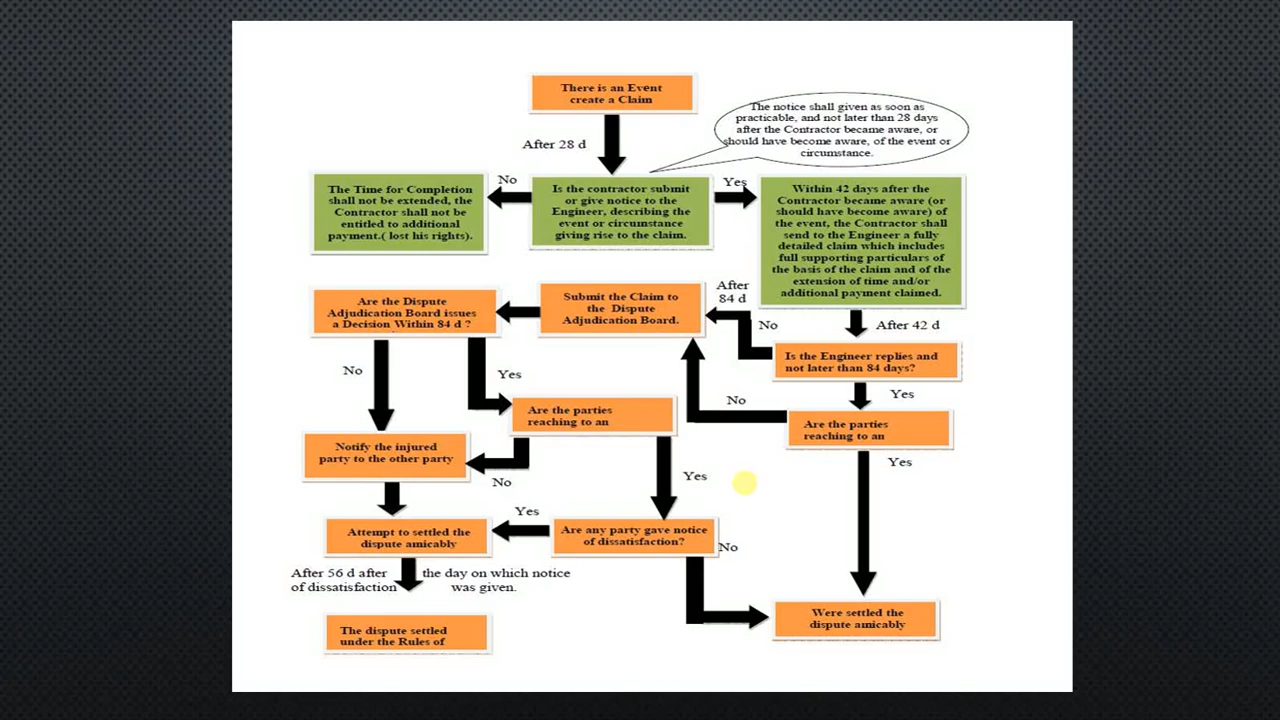 There is an Event
create a Claim
The notice shall given as soon as
practicable, and not later than 28 days
after the Contractor became aware, or
should have become aware, of the event or
circumstance.
After 28 d
No
Yes
The Time for Completion
shall not be extended, the
Contractor shall not be
entitled to additional
payment.( lost his rights).
Is the contractor submit
or give notice to the
Engineer, describing the
event or circumstance
giving rise to the claim.
Within 42 days after the
Contractor became aware (or
should have become aware) of
the event, the Contractor shall
send to the Engineer a fully
detailed claim which includes
full supporting particulars of
the basis of the claim and of the
extension of time and/or
additional payment claimed.
Are the Dispute
Adjudication Board issues
a Decision Within 84 d ?
Submit the Claim to
the Dispute
Adjudication Board.
After
84 d
No
After 42 d
Is the Engineer replies and
not later than 84 days?
No
Yes
No
Yes
Are the parties
reaching to an
Are the parties
reaching to an
Notify the injured
party to the other party
No
Yes
Yes
Yes
Attempt to settled the
dispute amicably
Are any party gave notice
of dissatisfaction?
No
After 56 d after
of dissatisfaction
the day on which notice
was given.
The dispute settled
under the Rules of
Were settled the
dispute amicably